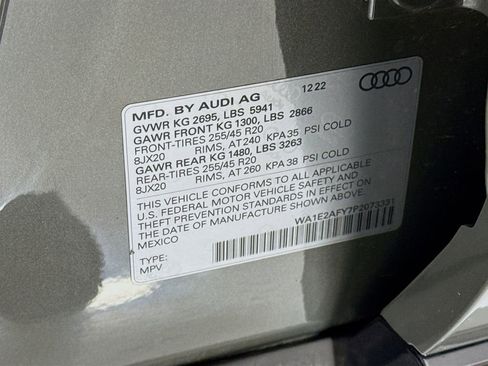 MFD. BY AUDI AG 12 22
GVWR KG 2695, LBS 5941
GAWR FRONT KG 1300, LBS 2866
FRONT-TIRES 255/45 R20
8JX20 RIMS, AT 240 KPA 35 PSI COLD
GAWR REAR KG 1480, LBS 3263
REAR-TIRES 255/45 R20
8JX20 RIMS, AT 260 KPA 38 PSI COLD
THIS VEHICLE CONFORMS TO ALL APPLICABLE
U.S. FEDERAL MOTOR VEHICLE SAFETY AND
THEFT PREVENTION STANDARDS IN EFFECT ON
THE DATE OF MANUFACTURE SHOWN ABOVE.
MEXICO WA1E2AFY7P2073331
TYPE:
MPV